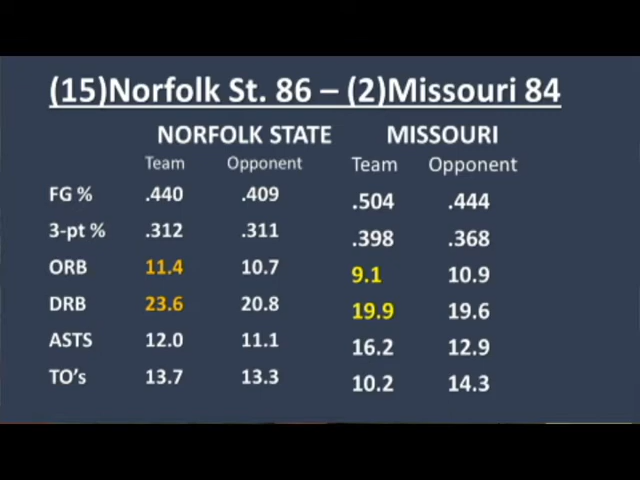 (15)Norfolk St. 86 – (2)Missouri 84
NORFOLK STATE MISSOURI
Team Opponent Team Opponent
FG % .440 .409 .504 .444
3-pt % .312 .311 .398 .368
ORB 11.4 10.7 9.1 10.9
DRB 23.6 20.8 19.9 19.6
ASTS 12.0 11.1 16.2 12.9
TO's 13.7 13.3 10.2 14.3